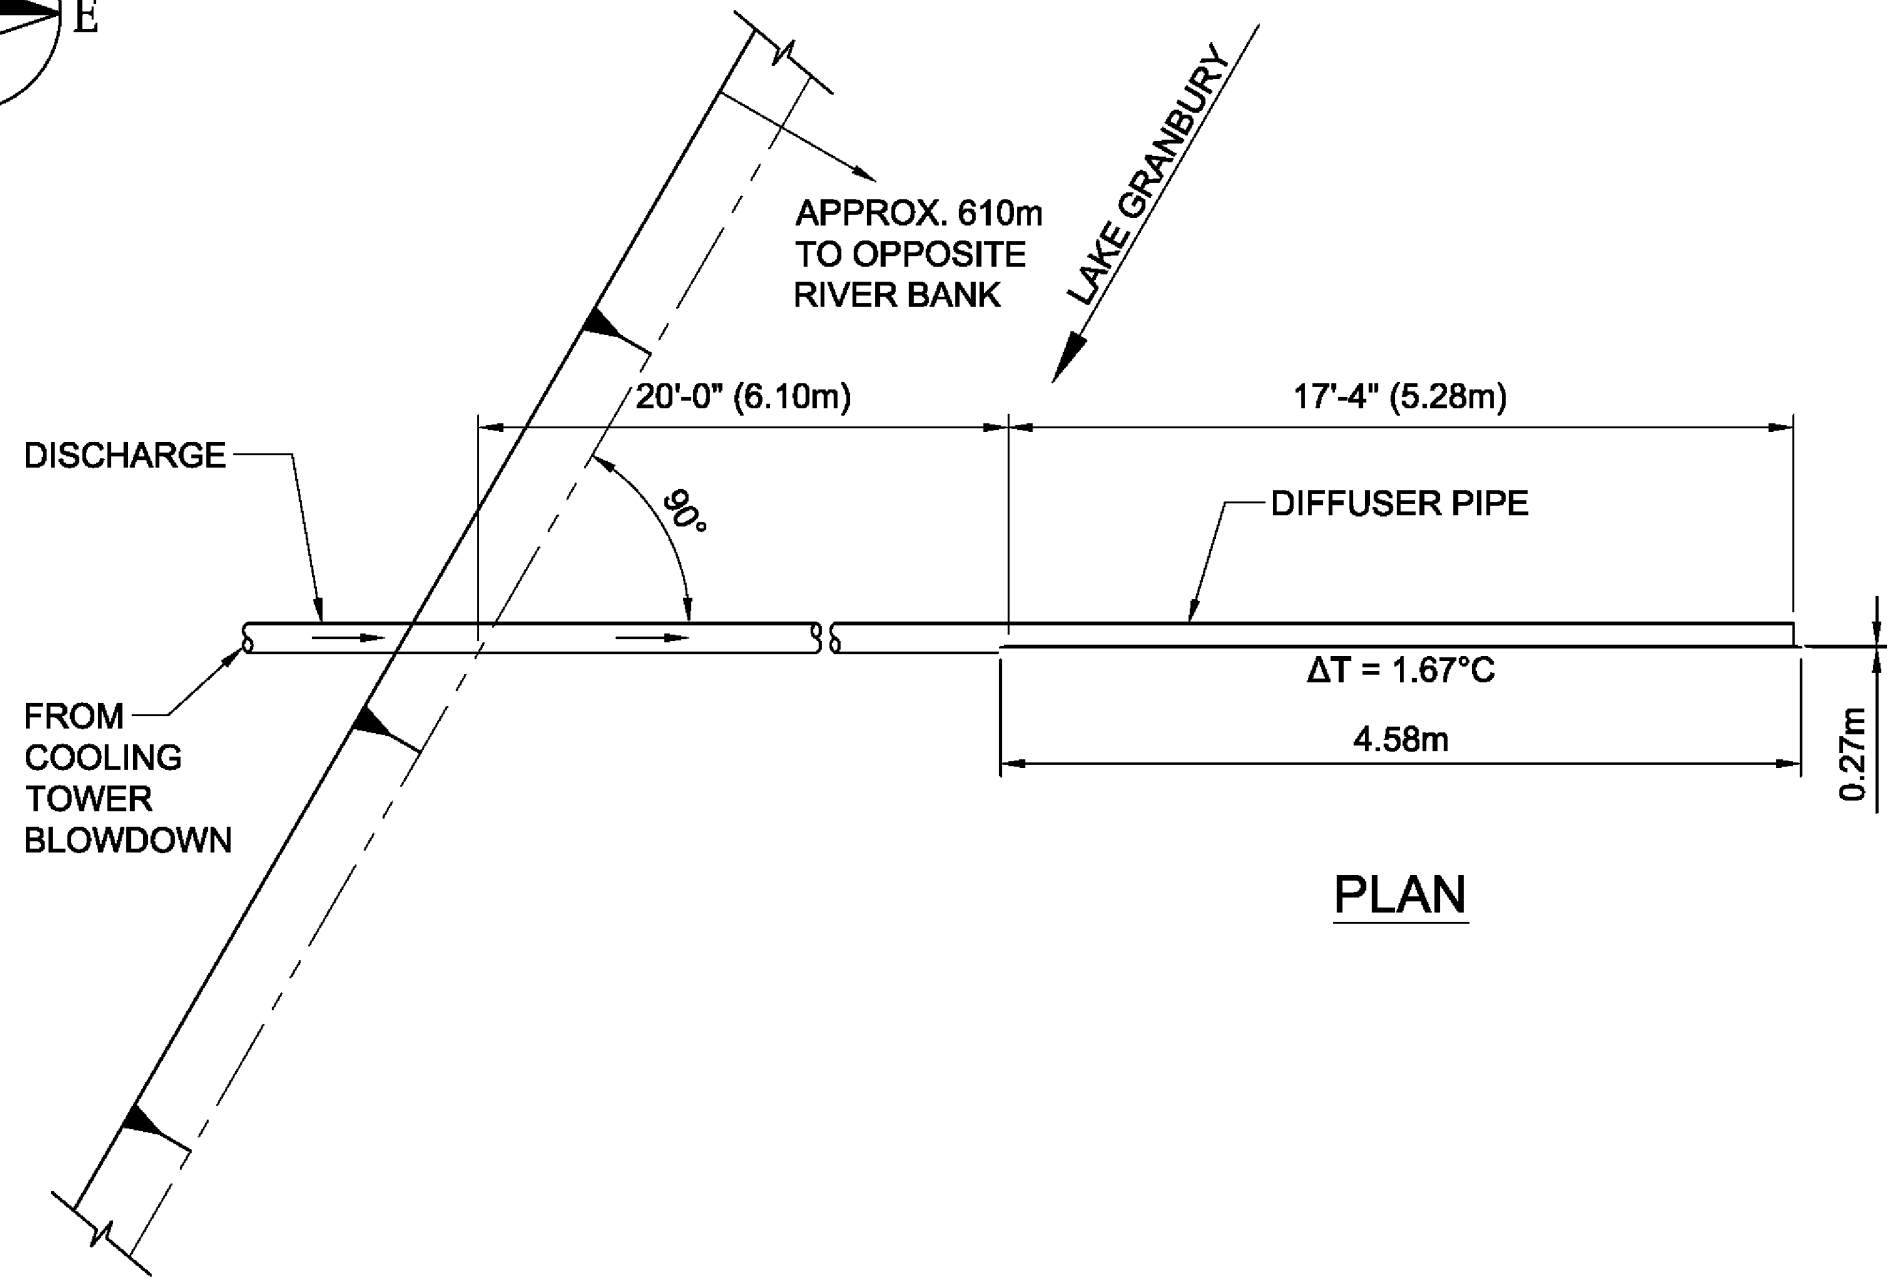 E
LAKE GRANBURY
APPROX. 610m
TO OPPOSITE
RIVER BANK
20'-0" (6.10m)
17'-4" (5.28m)
DISCHARGE
90°
DIFFUSER PIPE
ΔT = 1.67°C
FROM
COOLING
TOWER
BLOWDOWN
4.58m
0.27m
PLAN